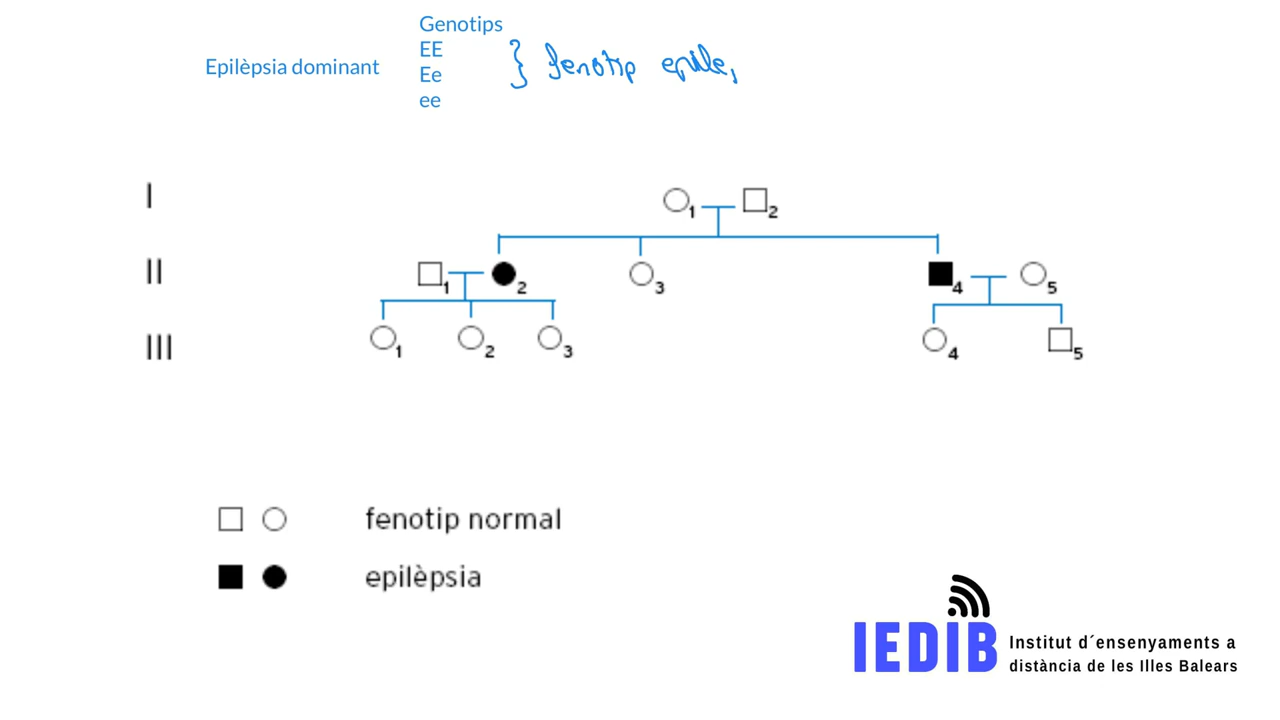 Genotips
EE
Epilèpsia dominant
Ee
} fenotip epile,
ee
I
1 2
II
1 2 3 4 5
III
1 2 3 4 5
fenotip normal
epilèpsia
IEDIB
Institut d´ensenyaments a
distància de les Illes Balears